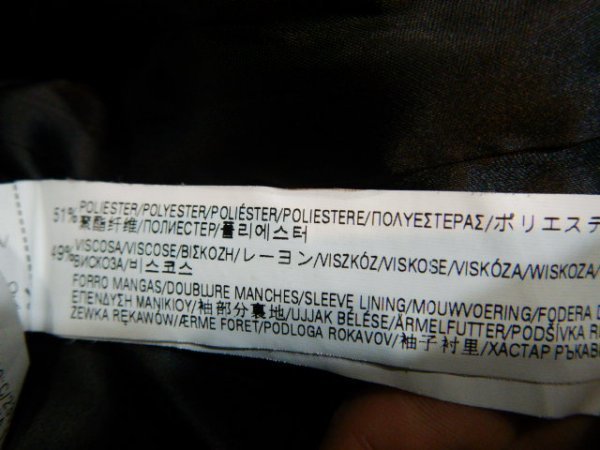 51% POLIESTER/POLYESTER/POLIÉSTER/POLIESTERE/ΠΟΛΥΕΣΤΕΡΑΣ/ポリエステ
聚酯纤维/ПОЛИЕСТЕР/폴리에스터
49% VISCOSA/VISCOSE/ΒΙΣΚΟΖΗ/レーヨン/VISZKÓZ/VISKOSE/VISKÓZA/WISKOZA/
ВИСКОЗА/비스코스
FORRO MANGAS/DOUBLURE MANCHES/SLEEVE LINING/MOUWVOERING/FODERA
ΕΠΕΝΔΥΣΗ ΜΑΝΙΚΙΟΥ/袖部分裏地/UJJAK BÉLÉSE/ÄRMELFUTTER/PODŠÍVKA
ZEWKA RĘKAWÓW/ÆRME FORET/PODLOGA ROKAVOV/袖子衬里/ХАСТАР РЪКАВ